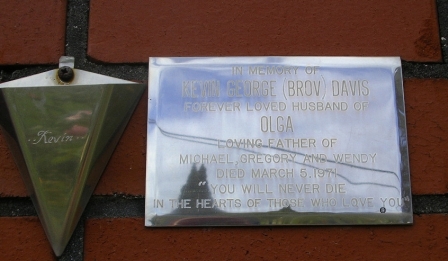 Kevin
IN MEMORY OF
KEVIN GEORGE (BROV) DAVIS
FOREVER LOVED HUSBAND OF
OLGA
LOVING FATHER OF
MICHAEL, GREGORY AND WENDY
DIED MARCH 5, 1971
"YOU WILL NEVER DIE
IN THE HEARTS OF THOSE WHO LOVE YOU"